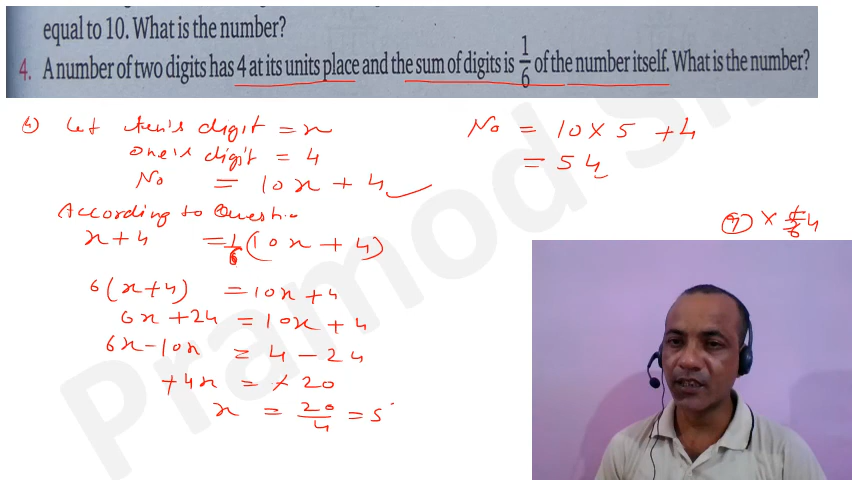 equal to 10. What is the number?
4. A number of two digits has 4 at its units place and the sum of digits is 1/6 of the number itself. What is the number?
4) Let ten's digit = x
one's digit = 4
No = 10x + 4
According to Questi
x + 4 = 1/6 (10x + 4)
6(x+4) = 10x + 4
6x + 24 = 10x + 4
6x - 10x = 4 - 24
+4x = +20
x = 20/4 = 5
No = 10 × 5 + 4
= 54
Pramod S